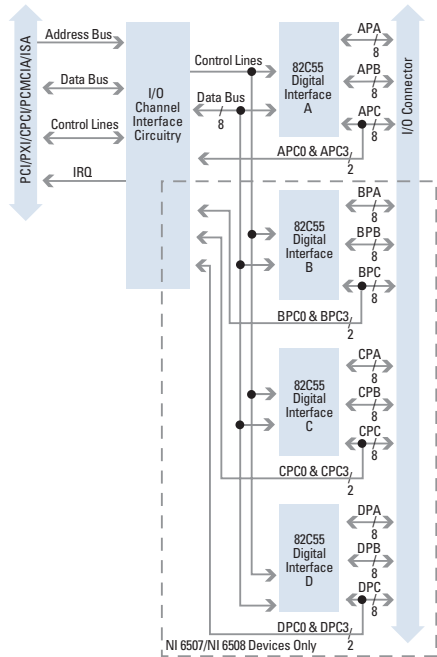 PCI/PXI/CPCI/PCMCIA/ISA
Address Bus
Data Bus
Control Lines
IRQ
I/O
Channel
Interface
Circuitry
Control Lines
Data Bus
8
82C55
Digital
Interface
A
APA
8
APB
8
APC
8
APC0 & APC3
2
I/O Connector
82C55
Digital
Interface
B
BPA
8
BPB
8
BPC
8
BPC0 & BPC3
2
82C55
Digital
Interface
C
CPA
8
CPB
8
CPC
8
CPC0 & CPC3
2
82C55
Digital
Interface
D
DPA
8
DPB
8
DPC
8
DPC0 & DPC3
2
NI 6507/NI 6508 Devices Only